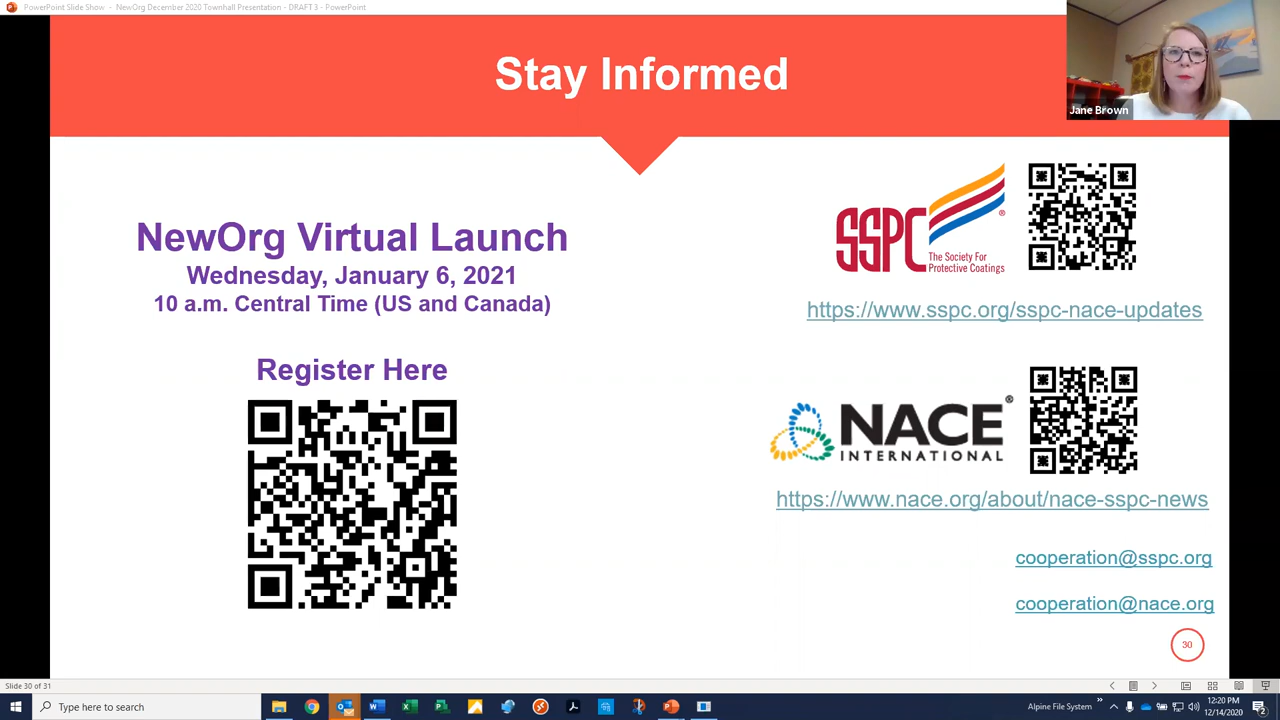 PowerPoint Slide Show - NewOrg December 2020 Townhall Presentation - DRAFT 3 - PowerPoint
Stay Informed
Jane Brown
NewOrg Virtual Launch
Wednesday, January 6, 2021
10 a.m. Central Time (US and Canada)
Register Here
SSPC®
The Society For
Protective Coatings
https://www.sspc.org/sspc-nace-updates
NACE®
INTERNATIONAL
https://www.nace.org/about/nace-sspc-news
cooperation@sspc.org
cooperation@nace.org
30
Slide 30 of 31
Type here to search
Alpine File System
12:20 PM
12/14/2020
2